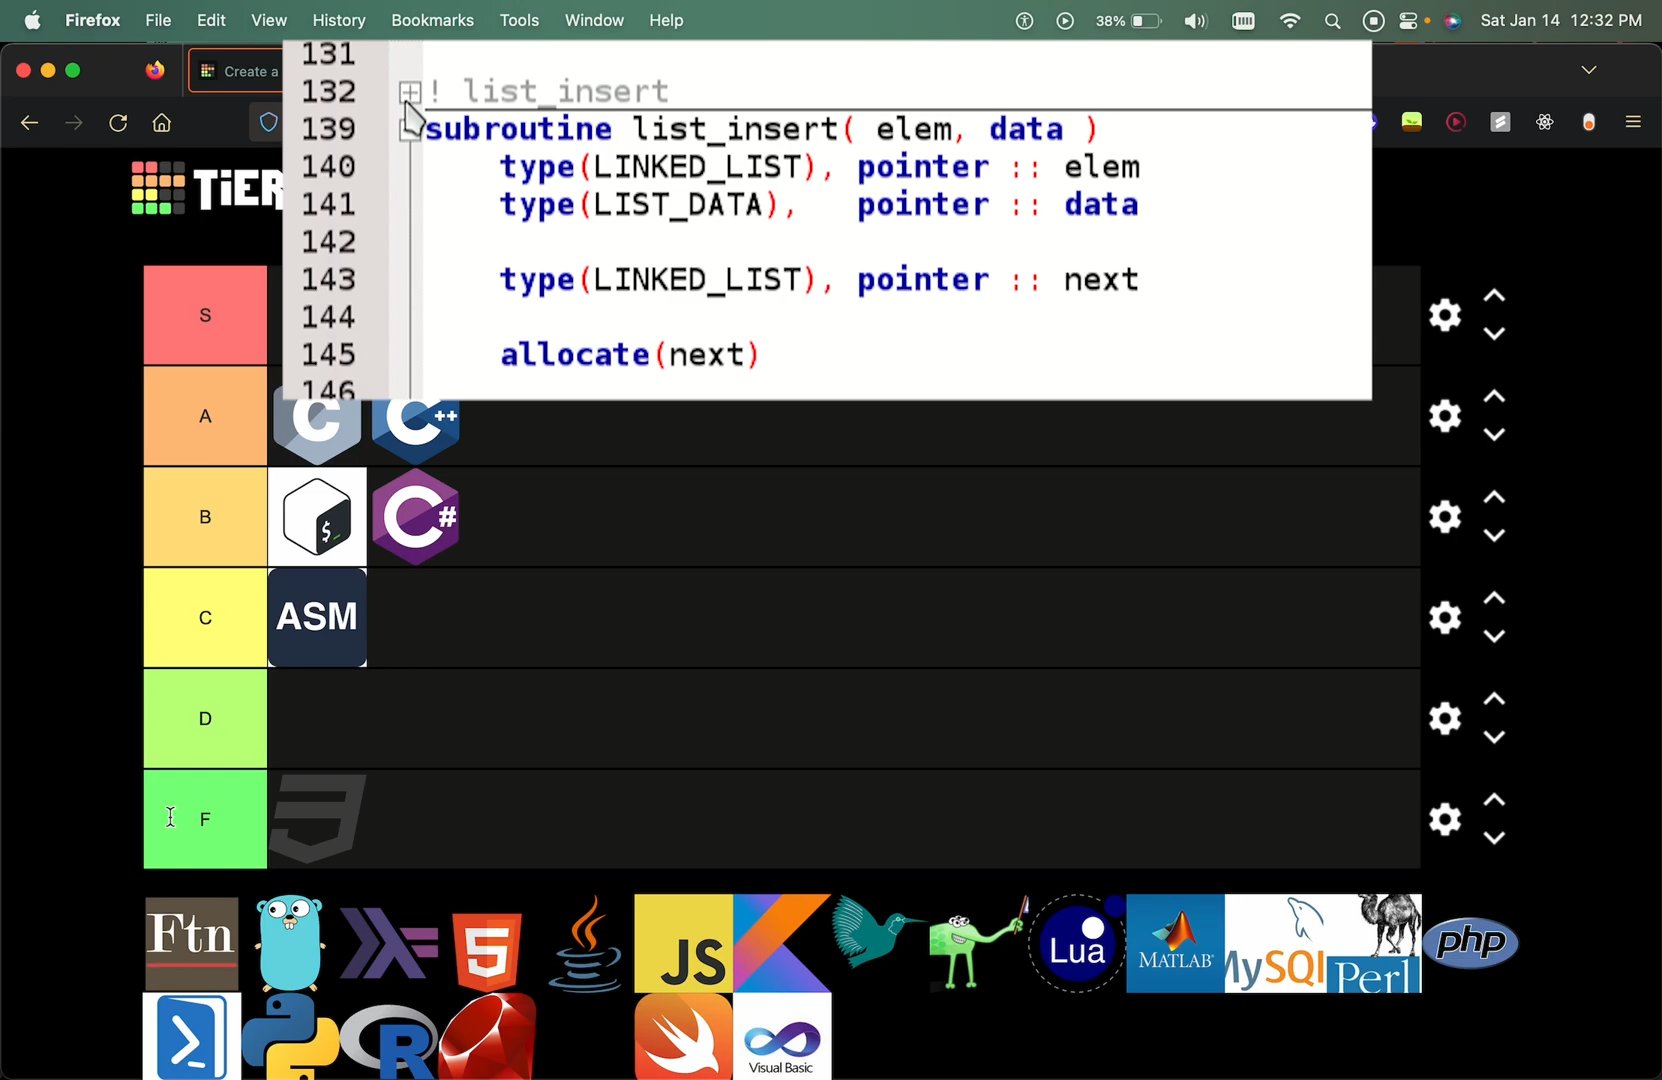 Firefox File Edit View History Bookmarks Tools Window Help 38% Sat Jan 14 12:32 PM
Create a
TiER
131
132 ! list_insert
139 subroutine list_insert( elem, data )
140 type(LINKED_LIST), pointer :: elem
141 type(LIST_DATA), pointer :: data
142
143 type(LINKED_LIST), pointer :: next
144
145 allocate(next)
146
S
A C C++
B $_ C#
C ASM
D
F 3
Ftn 5 JS Lua MATLAB MySQL Perl php
R Visual Basic